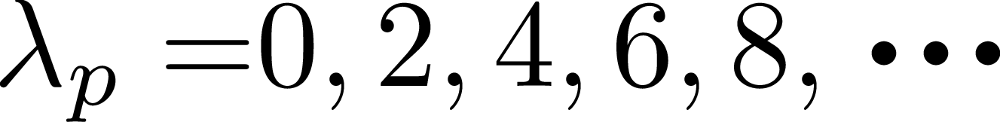 λ_p = 0, 2, 4, 6, 8, •••